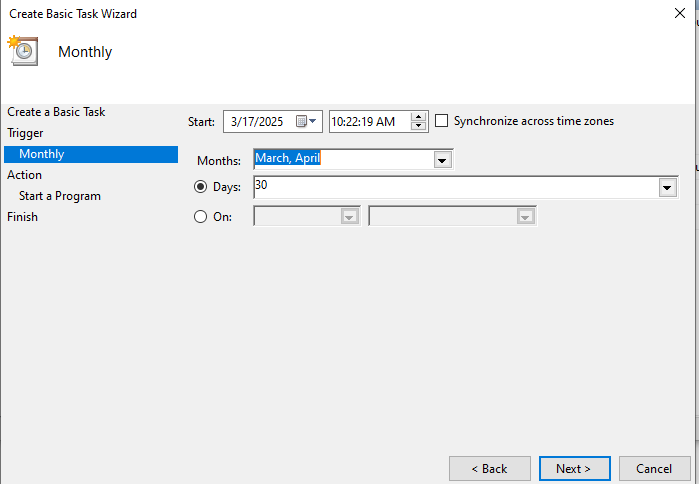 Create Basic Task Wizard
Monthly
Create a Basic Task
Trigger
Monthly
Action
Start a Program
Finish
Start: 3/17/2025 10:22:19 AM Synchronize across time zones
Months: March, April
Days: 30
On:
< Back Next > Cancel